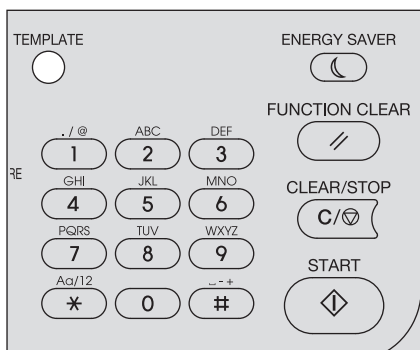 TEMPLATE
ENERGY SAVER
FUNCTION CLEAR
./@ ABC DEF
1 2 3
RE
GHI JKL MNO
4 5 6
CLEAR/STOP
C/
PQRS TUV WXYZ
7 8 9
START
Aa/12 ⎵-+
* 0 #